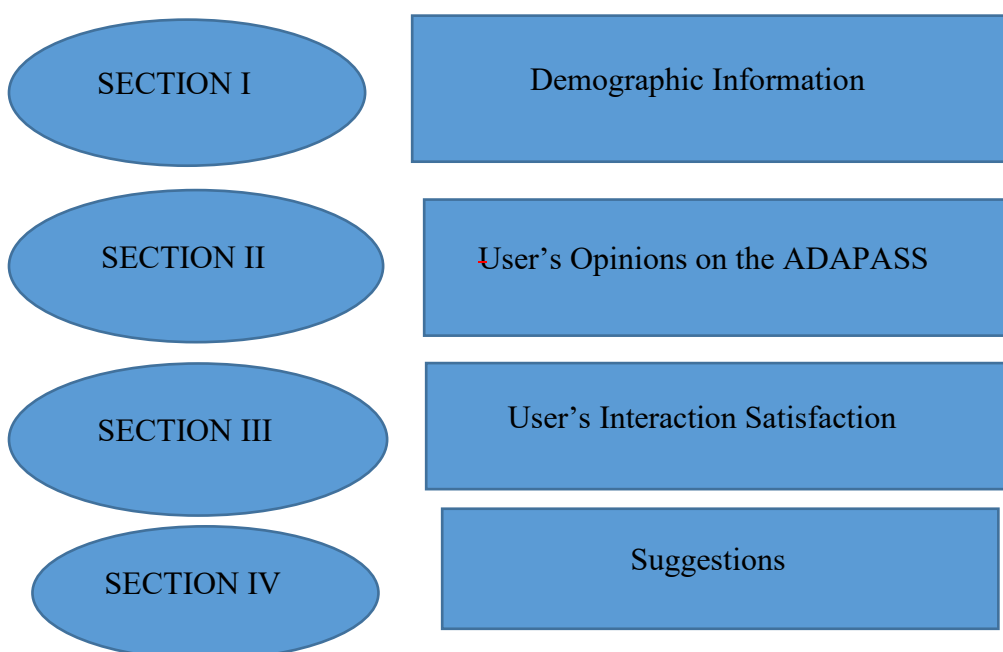 SECTION I
Demographic Information
SECTION II
User’s Opinions on the ADAPASS
SECTION III
User’s Interaction Satisfaction
SECTION IV
Suggestions